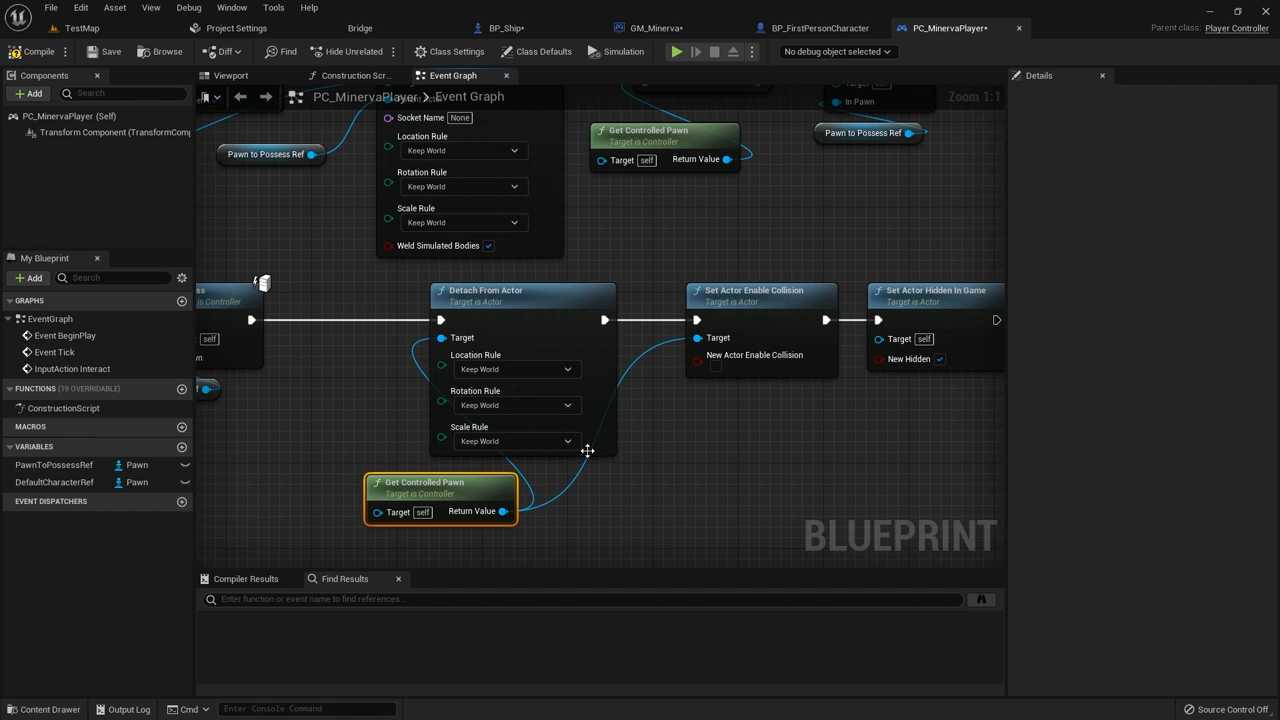 File Edit Asset View Debug Window Tools Help
TestMap Project Settings Bridge BP_Ship* GM_Minerva* BP_FirstPersonCharacter PC_MinervaPlayer* Parent class: Player Controller
Compile Save Browse Diff Find Hide Unrelated Class Settings Class Defaults Simulation No debug object selected
Components
Add Search
PC_MinervaPlayer (Self)
Transform Component (TransformComp
My Blueprint
Add Search
GRAPHS
EventGraph
Event BeginPlay
Event Tick
InputAction Interact
FUNCTIONS (19 OVERRIDABLE)
ConstructionScript
MACROS
VARIABLES
PawnToPossessRef Pawn
DefaultCharacterRef Pawn
EVENT DISPATCHERS
Viewport Construction Scr... Event Graph
PC_MinervaPlayer > Event Graph Zoom 1:1
Pawn to Possess Ref
Socket Name None
Location Rule
Keep World
Rotation Rule
Keep World
Scale Rule
Keep World
Weld Simulated Bodies
Get Controlled Pawn
Target is Controller
Target self Return Value
In Pawn
Pawn to Possess Ref
ss
is Controller
self
Detach From Actor
Target is Actor
Target
Location Rule
Keep World
Rotation Rule
Keep World
Scale Rule
Keep World
Get Controlled Pawn
Target is Controller
Target self Return Value
Set Actor Enable Collision
Target is Actor
Target
New Actor Enable Collision
Set Actor Hidden In Game
Target is Actor
Target self
New Hidden
BLUEPRINT
Details
Compiler Results Find Results
Enter function or event name to find references...
Content Drawer Output Log Cmd Enter Console Command Source Control Off